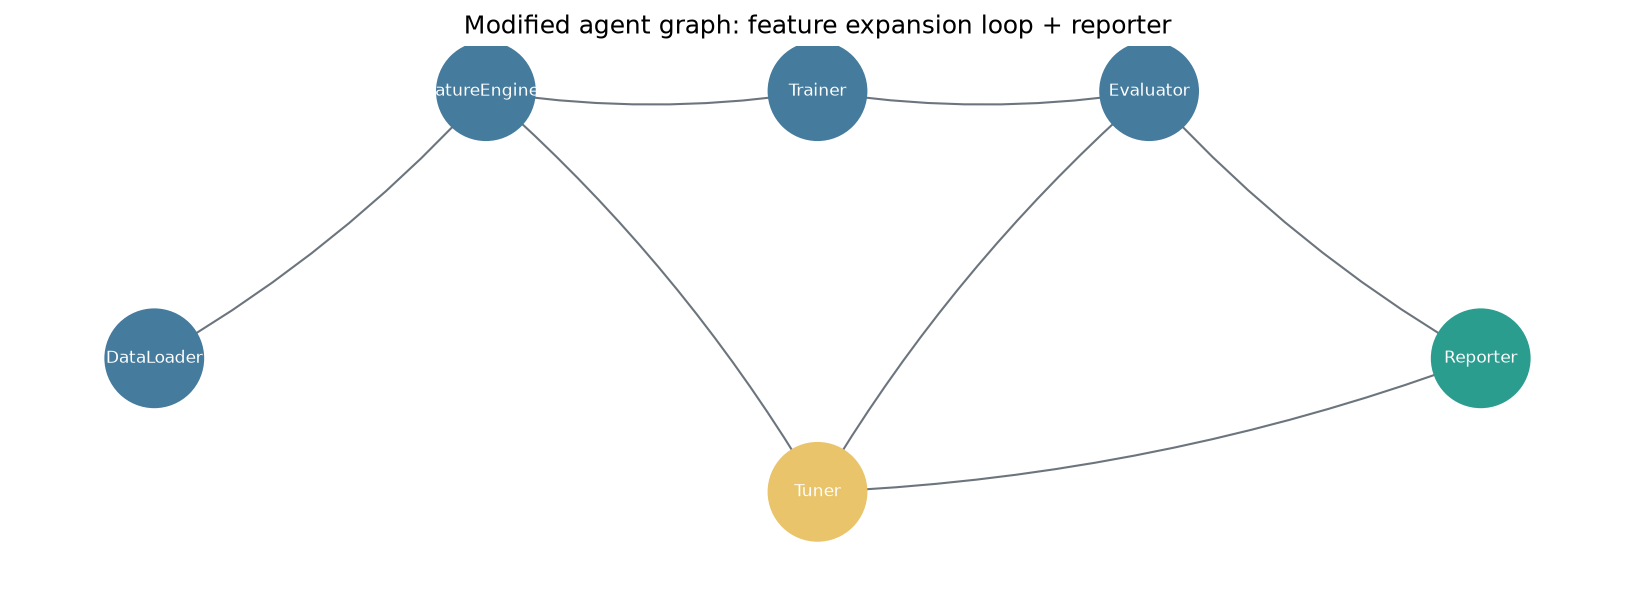 Modified agent graph: feature expansion loop + reporter
atureEngine
Trainer
Evaluator
DataLoader
Reporter
Tuner